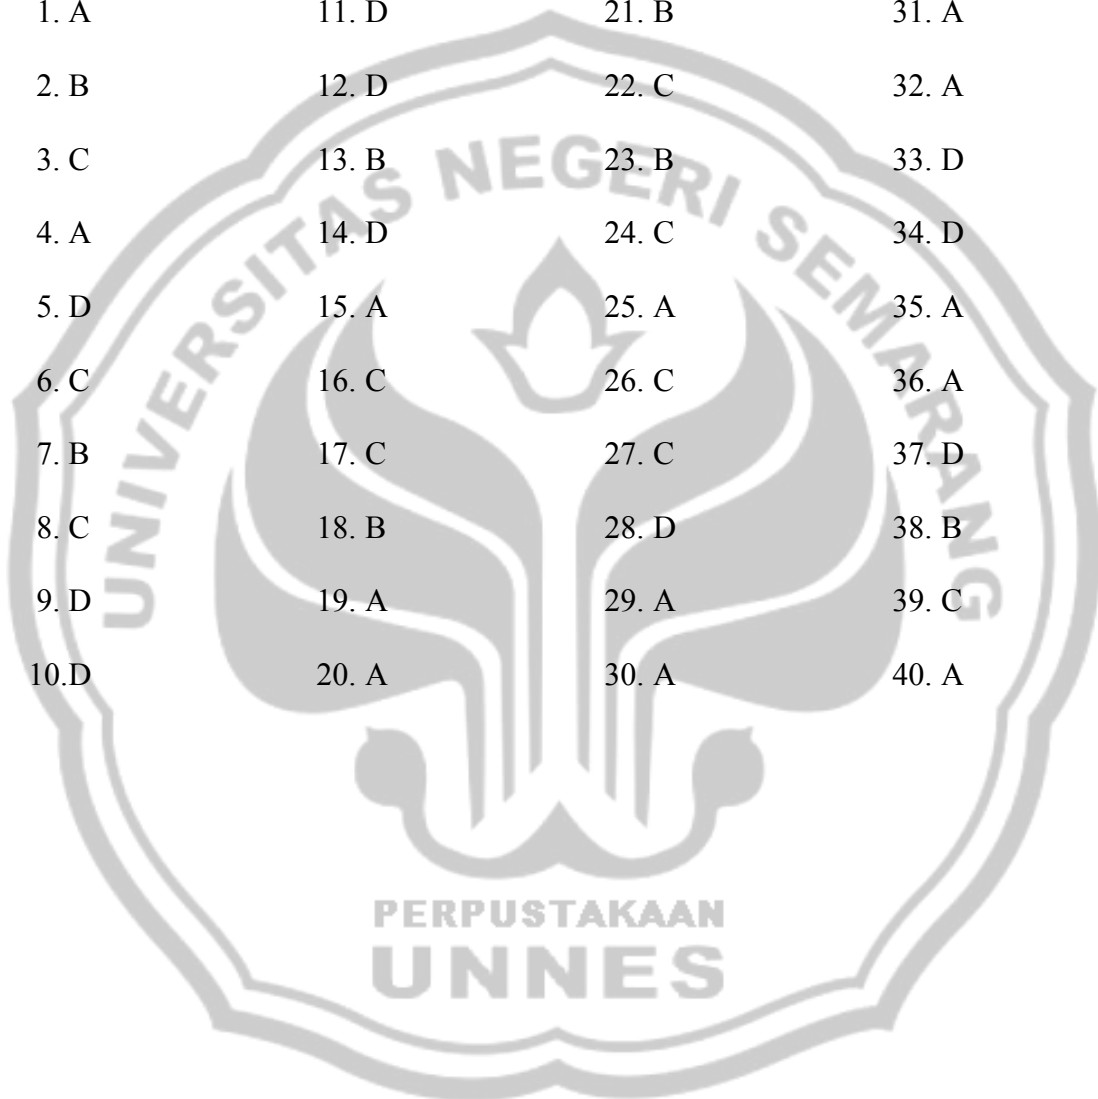 1. A
2. B
3. C
4. A
5. D
6. C
7. B
8. C
9. D
10.D
11. D
12. D
13. B
14. D
15. A
16. C
17. C
18. B
19. A
20. A
21. B
22. C
23. B
24. C
25. A
26. C
27. C
28. D
29. A
30. A
31. A
32. A
33. D
34. D
35. A
36. A
37. D
38. B
39. C
40. A
UNIVERSITAS NEGERI SEMARANG
PERPUSTAKAAN
UNNES